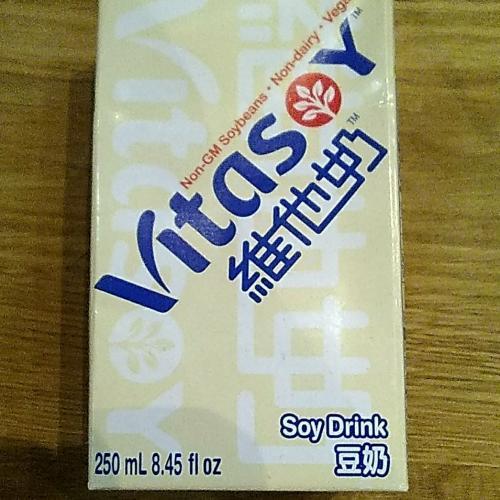 Non-GM Soybeans • Non-dairy •
VitasoY™
維他奶™
Soy Drink
豆奶
250 mL 8.45 fl oz